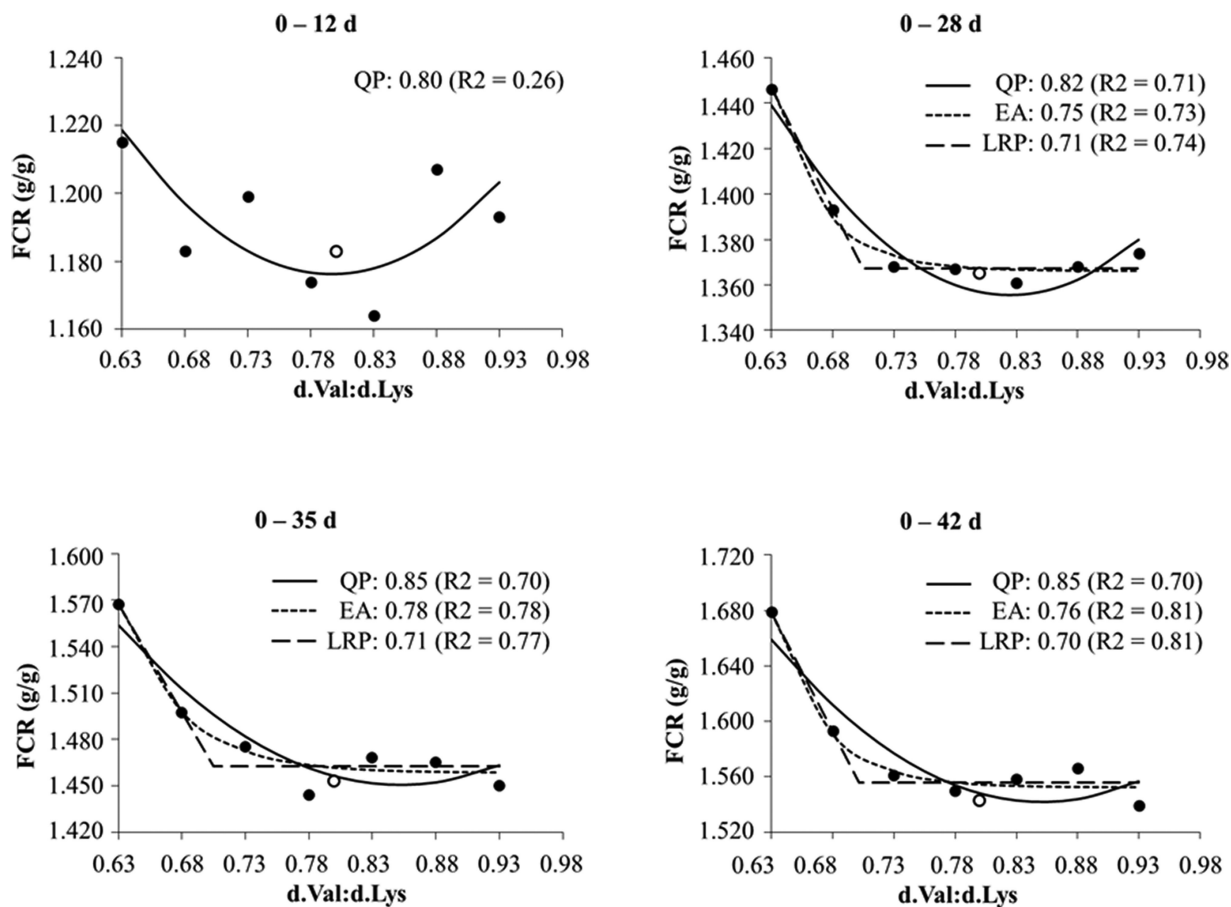 0 – 12 d
1.240
1.220
1.200
1.180
1.160
FCR (g/g)
QP: 0.80 (R2 = 0.26)
0.63 0.68 0.73 0.78 0.83 0.88 0.93 0.98
d.Val:d.Lys
0 – 28 d
1.460
1.440
1.420
1.400
1.380
1.360
1.340
FCR (g/g)
QP: 0.82 (R2 = 0.71)
EA: 0.75 (R2 = 0.73)
LRP: 0.71 (R2 = 0.74)
0.63 0.68 0.73 0.78 0.83 0.88 0.93 0.98
d.Val:d.Lys
0 – 35 d
1.600
1.570
1.540
1.510
1.480
1.450
1.420
FCR (g/g)
QP: 0.85 (R2 = 0.70)
EA: 0.78 (R2 = 0.78)
LRP: 0.71 (R2 = 0.77)
0.63 0.68 0.73 0.78 0.83 0.88 0.93 0.98
d.Val:d.Lys
0 – 42 d
1.720
1.680
1.640
1.600
1.560
1.520
FCR (g/g)
QP: 0.85 (R2 = 0.70)
EA: 0.76 (R2 = 0.81)
LRP: 0.70 (R2 = 0.81)
0.64 0.69 0.73 0.78 0.83 0.88 0.93 0.98
d.Val:d.Lys